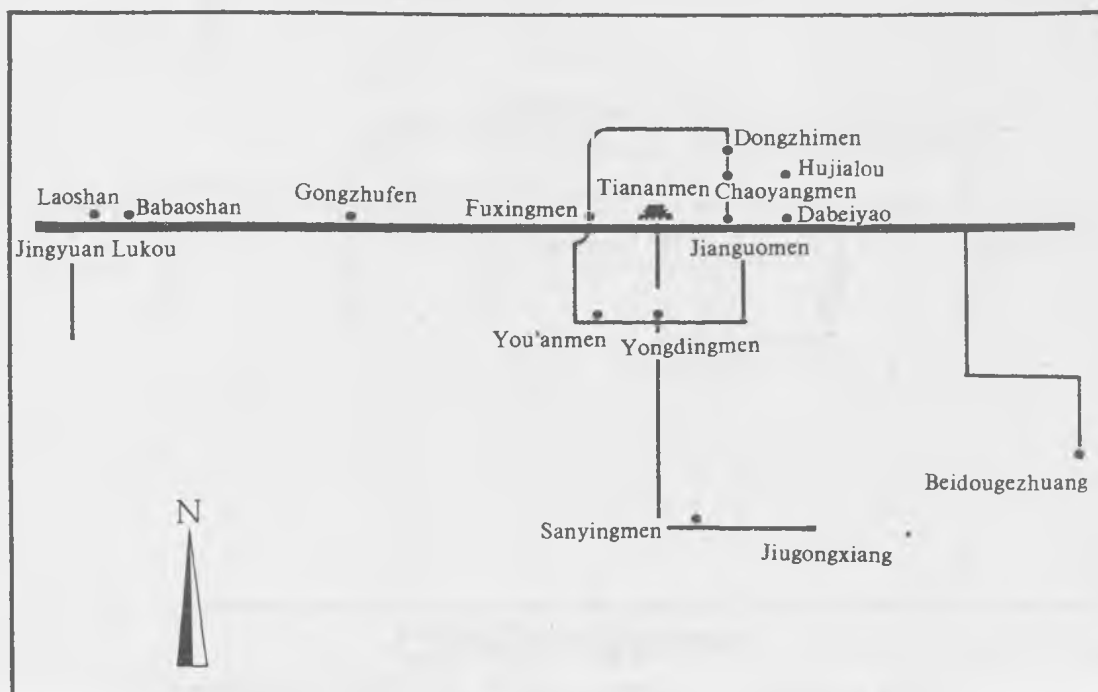 Dongzhimen
Hujialou
Laoshan
Babaoshan
Gongzhufen
Fuxingmen
Tiananmen
Chaoyangmen
Dabeiyao
Jingyuan Lukou
Jianguomen
You'anmen
Yongdingmen
Beidougezhuang
N
Sanyingmen
Jiugongxiang